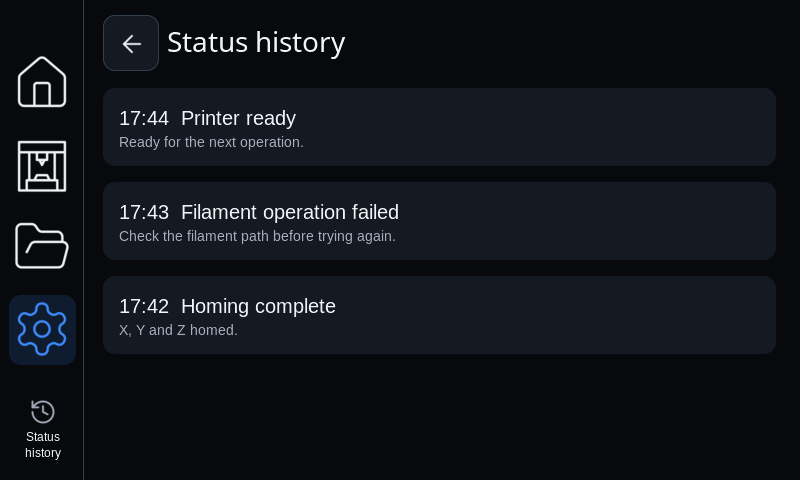 Status history
17:44 Printer ready
Ready for the next operation.
17:43 Filament operation failed
Check the filament path before trying again.
17:42 Homing complete
X, Y and Z homed.
Status
history